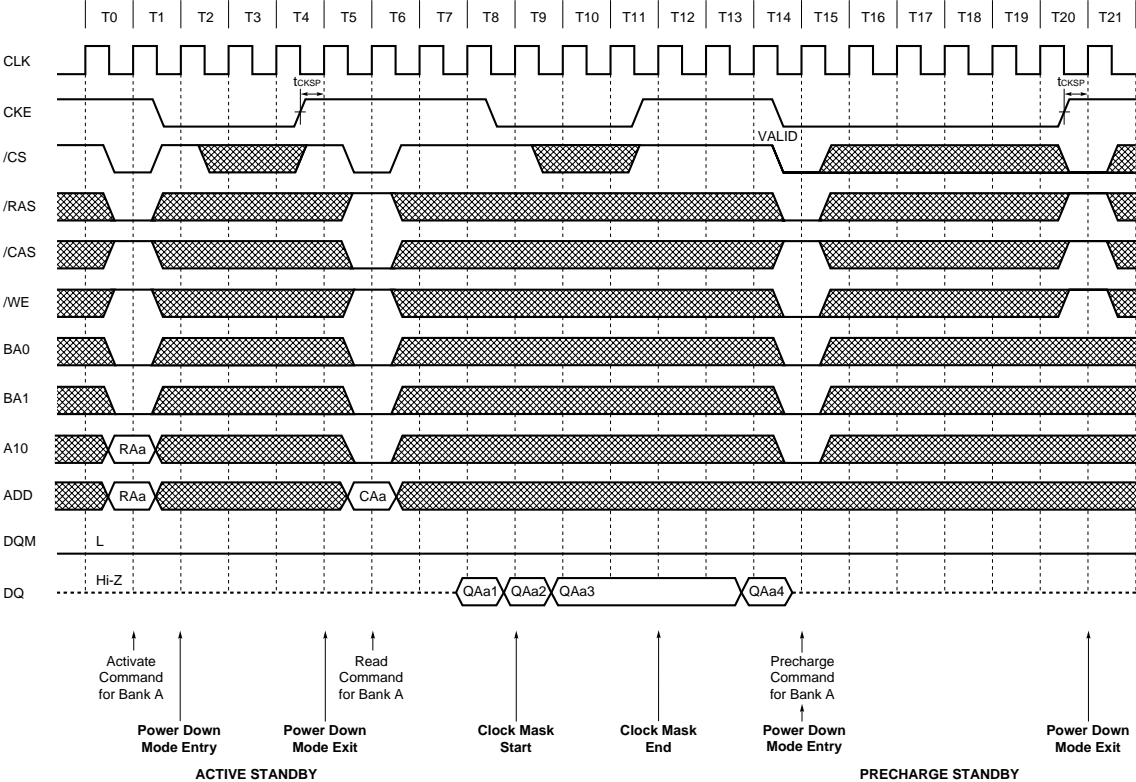 T0 T1 T2 T3 T4 T5 T6 T7 T8 T9 T10 T11 T12 T13 T14 T15 T16 T17 T18 T19 T20 T21
CLK
tCKSP tCKSP
CKE
VALID
/CS
/RAS
/CAS
/WE
BA0
BA1
A10 RAa
ADD RAa CAa
DQM L
Hi-Z
DQ QAa1 QAa2 QAa3 QAa4
Activate
Command
for Bank A
Read
Command
for Bank A
Precharge
Command
for Bank A
Power Down
Mode Entry
Power Down
Mode Exit
Clock Mask
Start
Clock Mask
End
Power Down
Mode Entry
Power Down
Mode Exit
ACTIVE STANDBY
PRECHARGE STANDBY